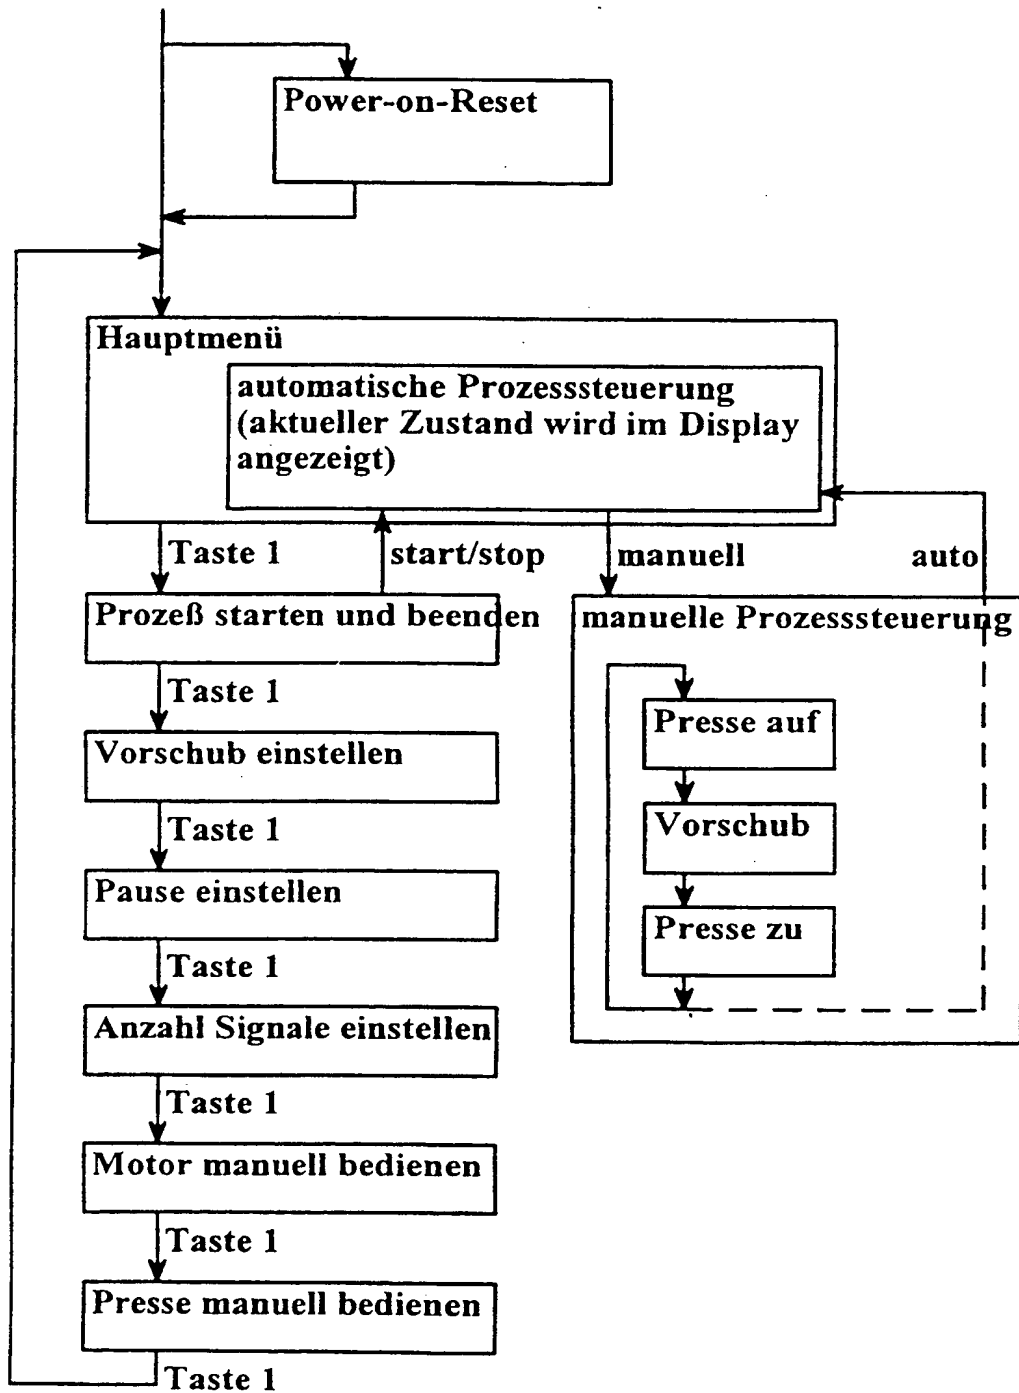 Power-on-Reset
Hauptmenü
automatische Prozesssteuerung
(aktueller Zustand wird im Display
angezeigt)
Taste 1
start/stop
manuell
auto
Prozeß starten und beenden
manuelle Prozesssteuerung
Taste 1
Vorschub einstellen
Taste 1
Pause einstellen
Taste 1
Anzahl Signale einstellen
Taste 1
Motor manuell bedienen
Taste 1
Presse manuell bedienen
Taste 1
Presse auf
Vorschub
Presse zu